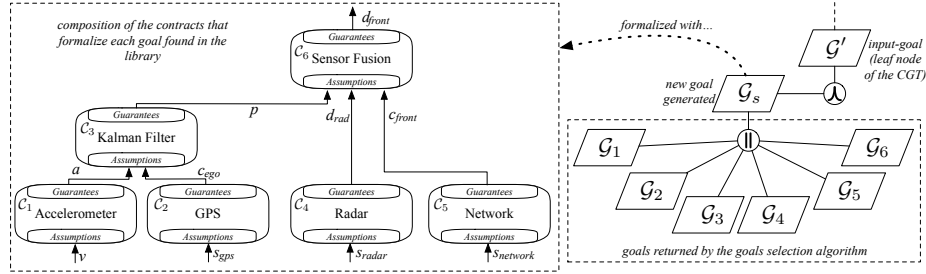 composition of the contracts that
formalize each goal found in the
library
d_front
Guarantees
C_6 Sensor Fusion
Assumptions
p
d_rad
c_front
Guarantees
C_3 Kalman Filter
Assumptions
a
c_ego
Guarantees
C_1 Accelerometer
Assumptions
v
Guarantees
C_2 GPS
Assumptions
s_gps
Guarantees
C_4 Radar
Assumptions
s_radar
Guarantees
C_5 Network
Assumptions
s_network
formalized with...
G′
input-goal
(leaf node
of the CGT)
new goal
generated
G_s
⋏
||
G_1
G_2
G_3
G_4
G_5
G_6
goals returned by the goals selection algorithm